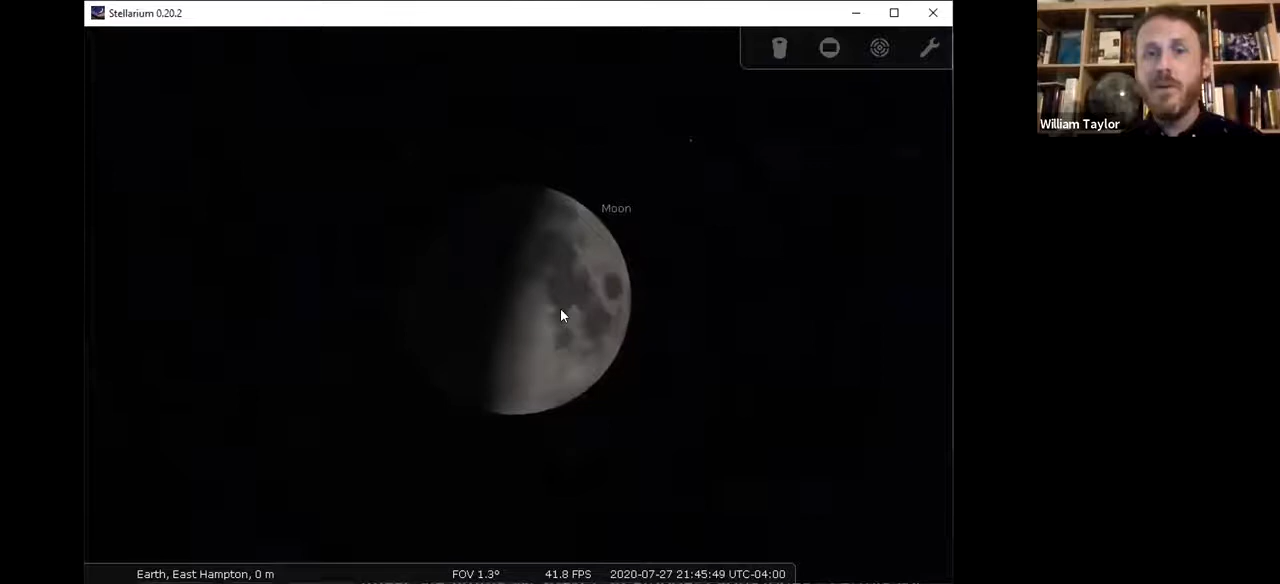 Stellarium 0.20.2
William Taylor
Moon
Earth, East Hampton, 0 m FOV 1.3° 41.8 FPS 2020-07-27 21:45:49 UTC-04:00